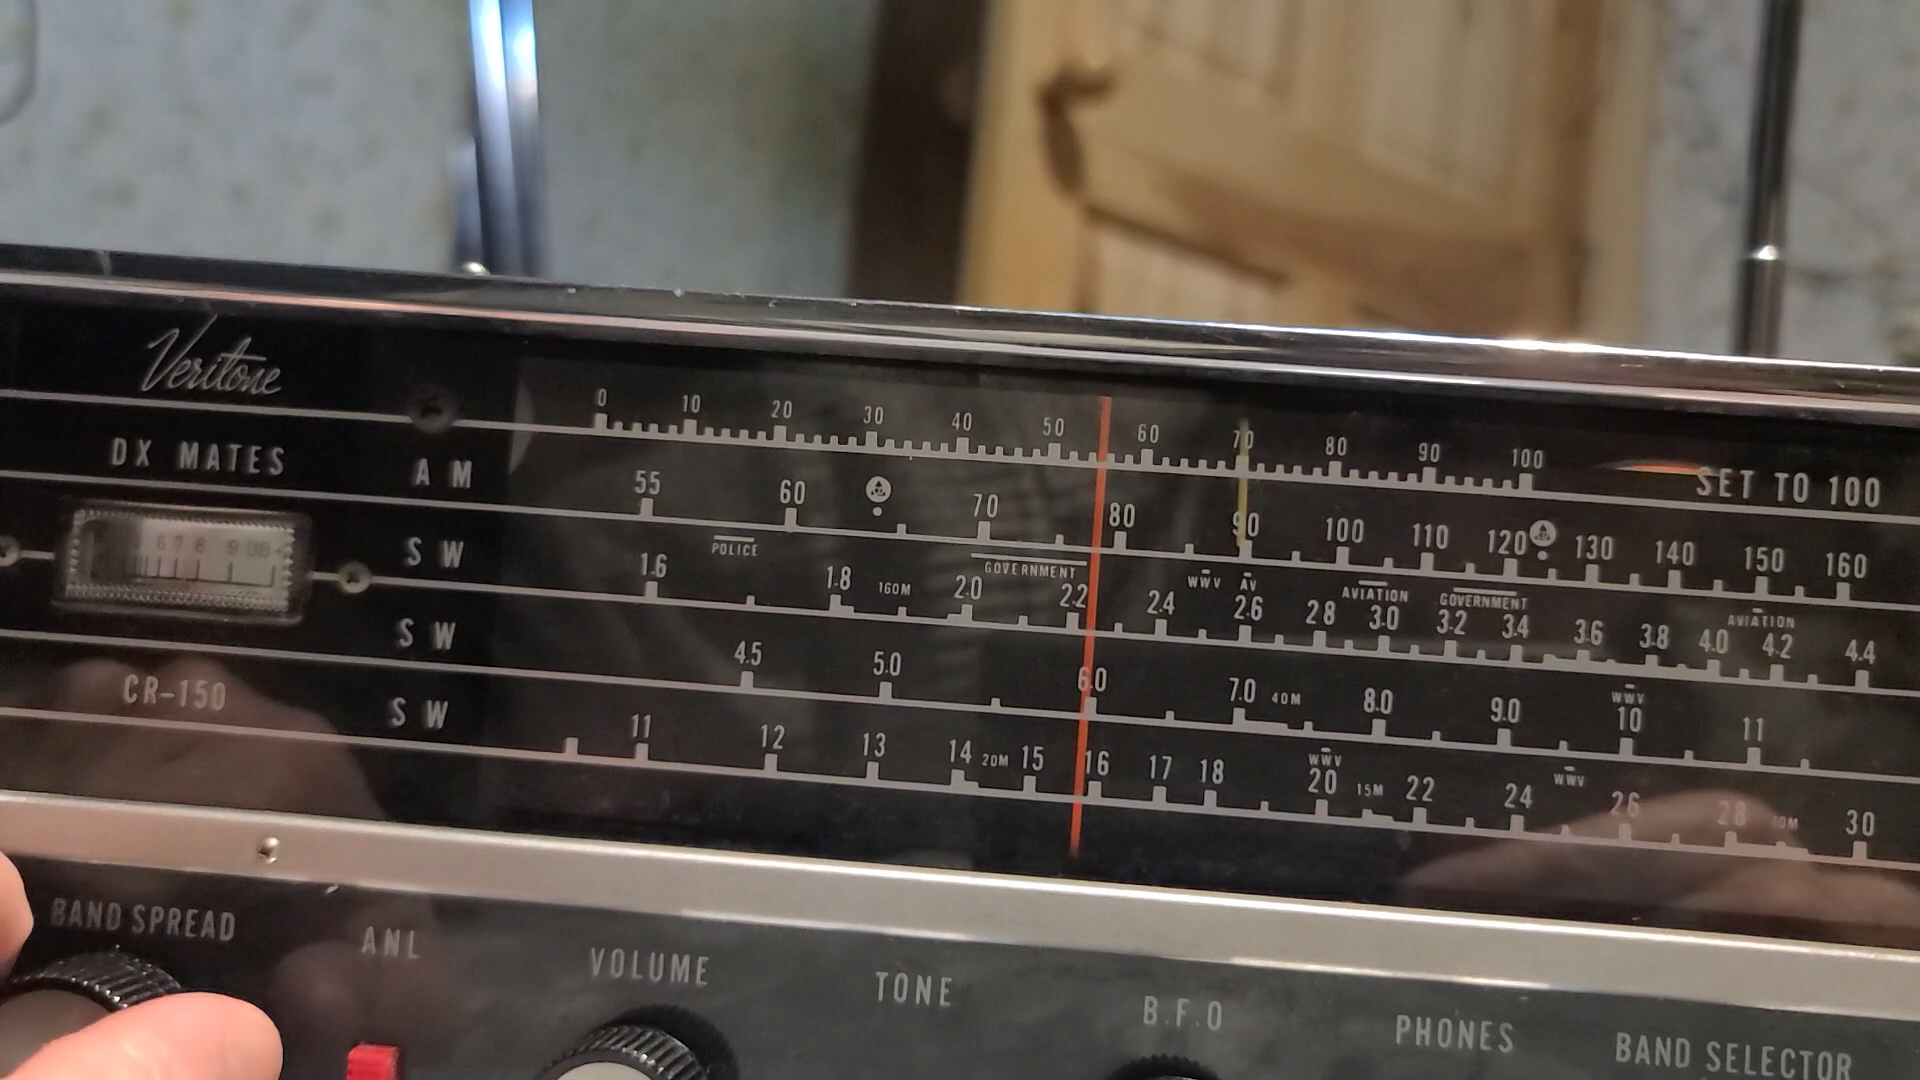 Veritone
0 10 20 30 40 50 60 70 80 90 100 SET TO 100
DX MATES
AM 55 60 70 80 90 100 110 120 130 140 150 160
6 7 8 9 DB
POLICE GOVERNMENT WWV AV AVIATION GOVERNMENT AVIATION
SW 1.6 1.8 160M 2.0 2.2 2.4 2.6 2.8 3.0 3.2 3.4 3.6 3.8 4.0 4.2 4.4
WWV
SW 4.5 5.0 6.0 7.0 40M 8.0 9.0 10 11
CR-150
WWV WWV
SW 11 12 13 14 20M 15 16 17 18 20 15M 22 24 26 28 10M 30
BAND SPREAD
ANL
VOLUME
TONE
B.F.O
PHONES
BAND SELECTOR